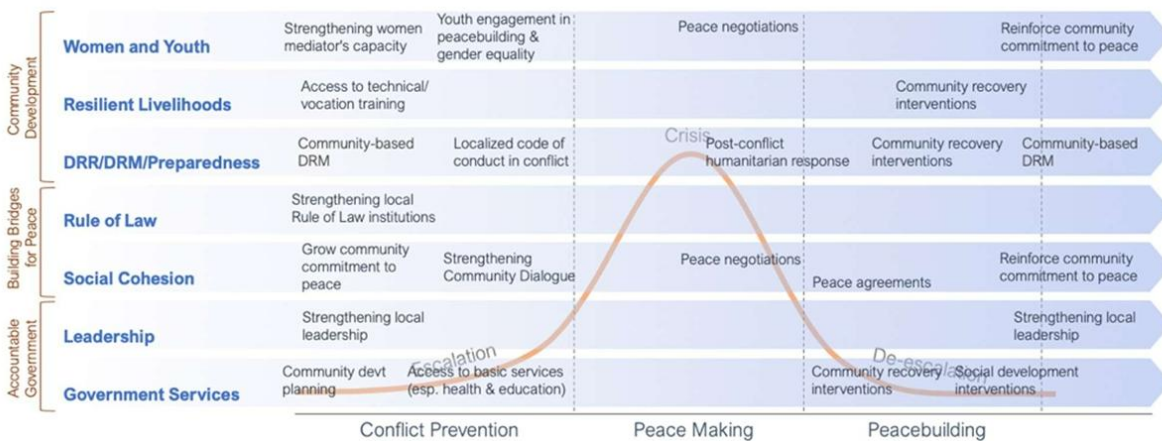 Community
Development
Women and Youth
Strengthening women
mediator's capacity
Youth engagement in
peacebuilding &
gender equality
Peace negotiations
Reinforce community
commitment to peace
Resilient Livelihoods
Access to technical/
vocation training
Community recovery
interventions
DRR/DRM/Preparedness
Community-based
DRM
Localized code of
conduct in conflict
Crisis
Post-conflict
humanitarian response
Community recovery
interventions
Community-based
DRM
Building Bridges
for Peace
Rule of Law
Strengthening local
Rule of Law institutions
Social Cohesion
Grow community
commitment to
peace
Strengthening
Community Dialogue
Peace negotiations
Peace agreements
Reinforce community
commitment to peace
Accountable
Government
Leadership
Strengthening local
leadership
Strengthening local
leadership
Escalation
De-escalation
Government Services
Community devt
planning
Access to basic services
(esp. health & education)
Community recovery
interventions
Social development
interventions
Conflict Prevention
Peace Making
Peacebuilding